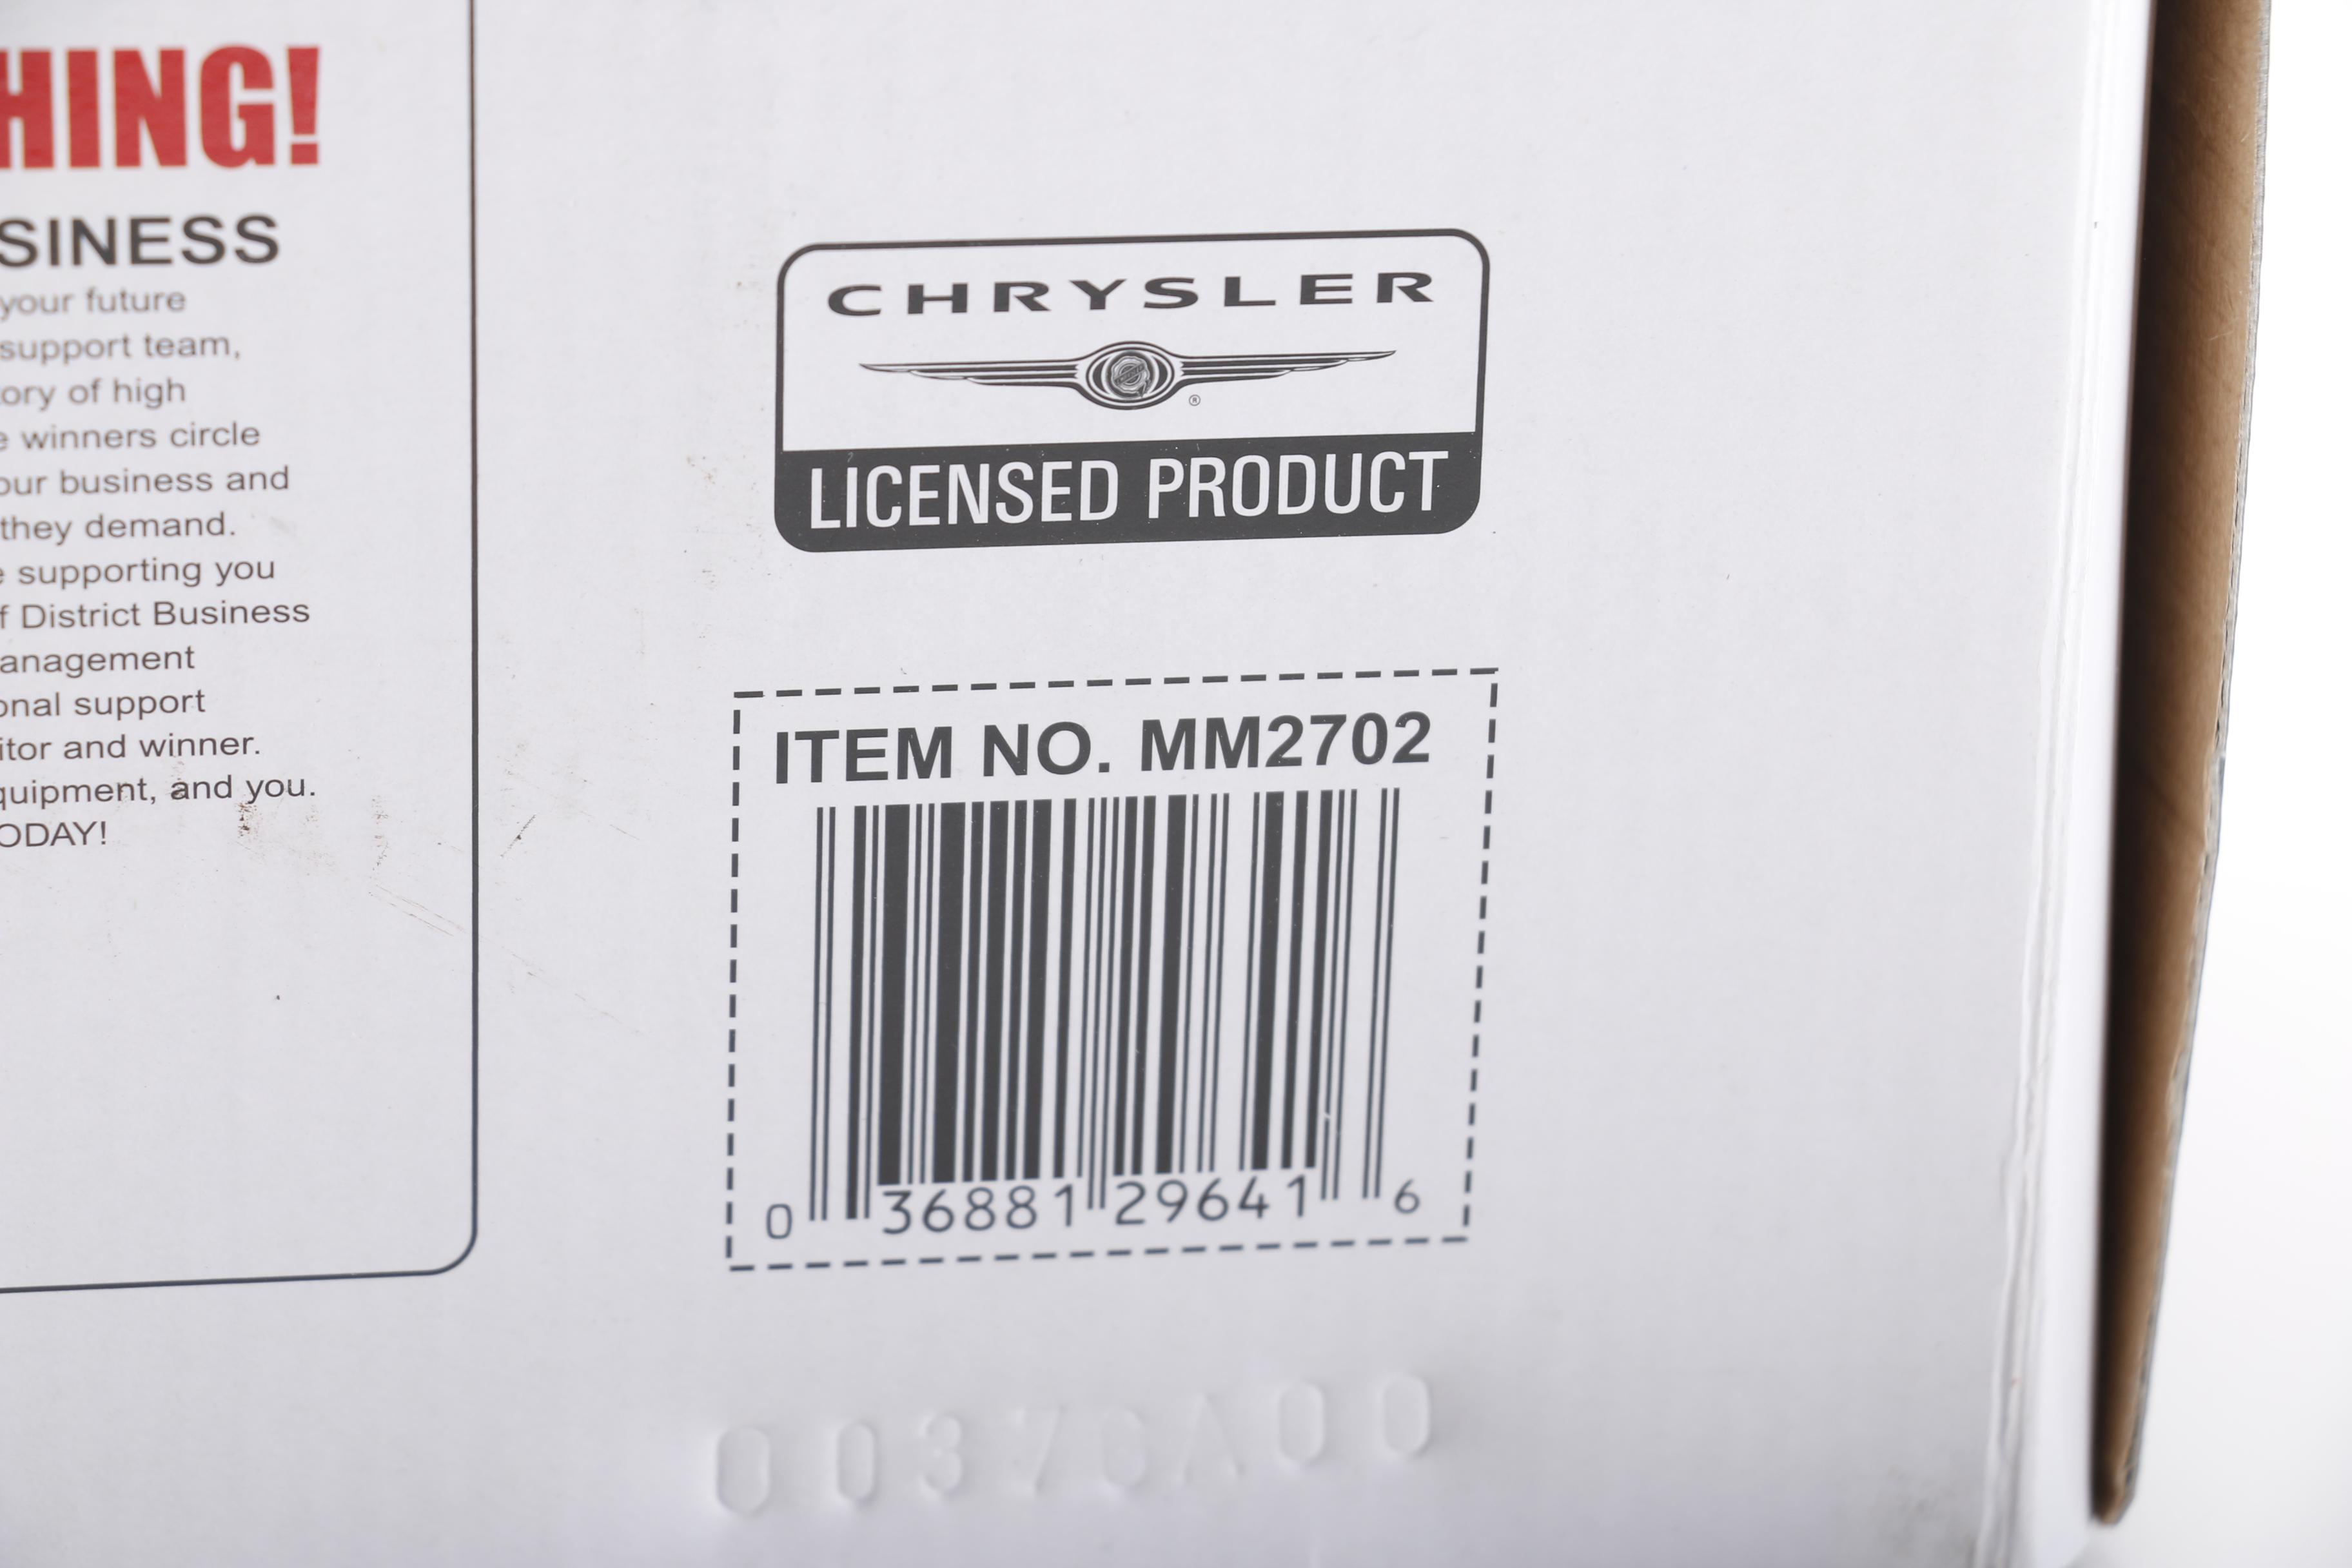 HING!
SINESS
your future
support team,
ory of high
e winners circle
our business and
they demand.
e supporting you
f District Business
anagement
onal support
itor and winner.
quipment, and you.
ODAY!
CHRYSLER
®
LICENSED PRODUCT
ITEM NO. MM2702
0 36881 29641 6